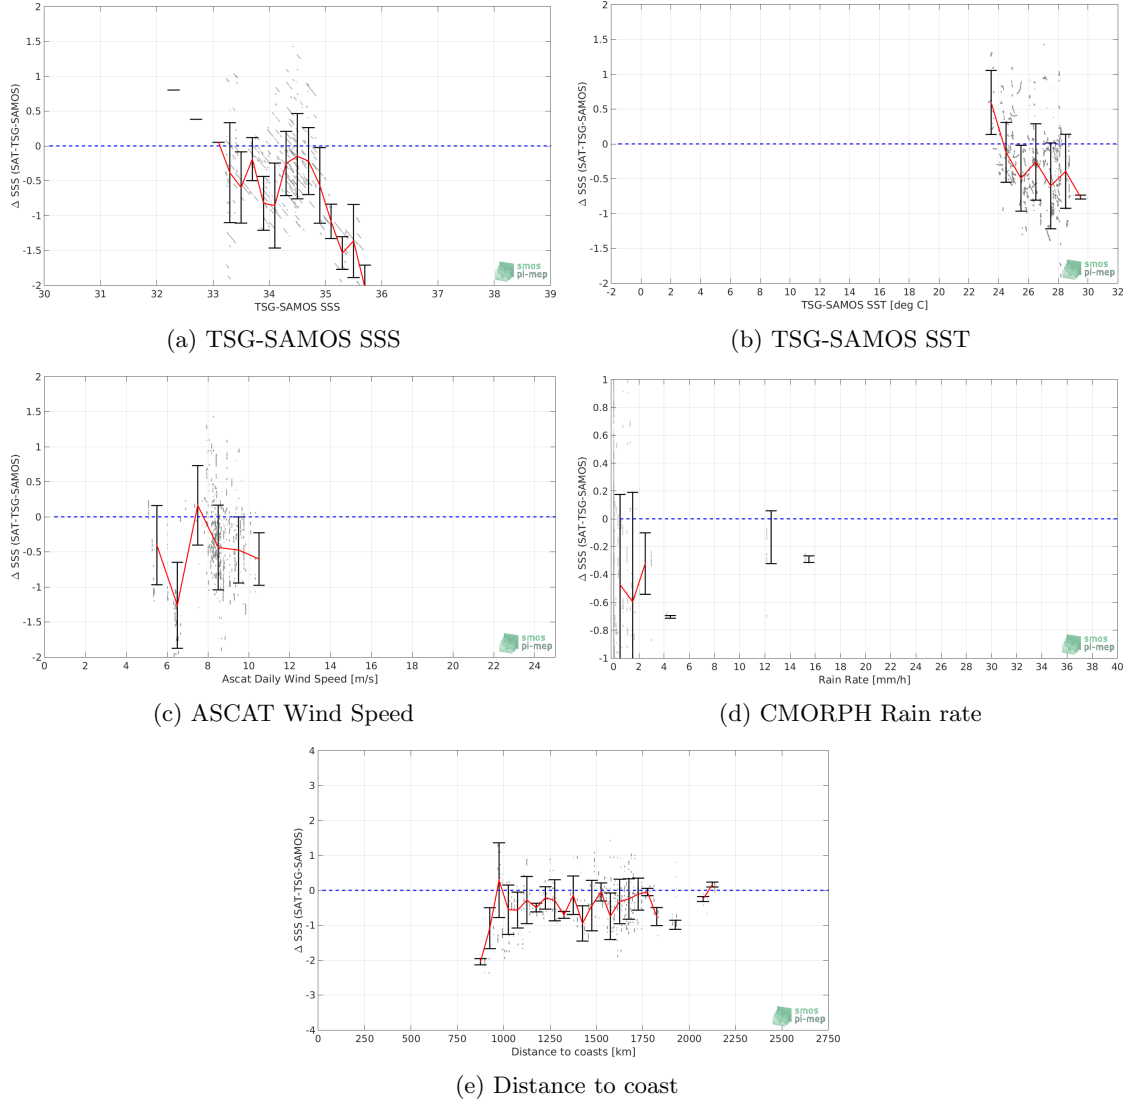 2
1.5
1
0.5
0
-0.5
-1
-1.5
-2
30 31 32 33 34 35 36 37 38 39
Δ SSS (SAT-TSG-SAMOS)
TSG-SAMOS SSS
smos
pi-mep
(a) TSG-SAMOS SSS
2
1.5
1
0.5
0
-0.5
-1
-1.5
-2
-2 0 2 4 6 8 10 12 14 16 18 20 22 24 26 28 30 32
Δ SSS (SAT-TSG-SAMOS)
TSG-SAMOS SST [deg C]
smos
pi-mep
(b) TSG-SAMOS SST
2
1.5
1
0.5
0
-0.5
-1
-1.5
-2
0 2 4 6 8 10 12 14 16 18 20 22 24
Δ SSS (SAT-TSG-SAMOS)
Ascat Daily Wind Speed [m/s]
smos
pi-mep
(c) ASCAT Wind Speed
1
0.8
0.6
0.4
0.2
0
-0.2
-0.4
-0.6
-0.8
-1
0 2 4 6 8 10 12 14 16 18 20 22 24 26 28 30 32 34 36 38 40
Δ SSS (SAT-TSG-SAMOS)
Rain Rate [mm/h]
smos
pi-mep
(d) CMORPH Rain rate
4
3
2
1
0
-1
-2
-3
-4
0 250 500 750 1000 1250 1500 1750 2000 2250 2500 2750
Δ SSS (SAT-TSG-SAMOS)
Distance to coasts [km]
smos
pi-mep
(e) Distance to coast